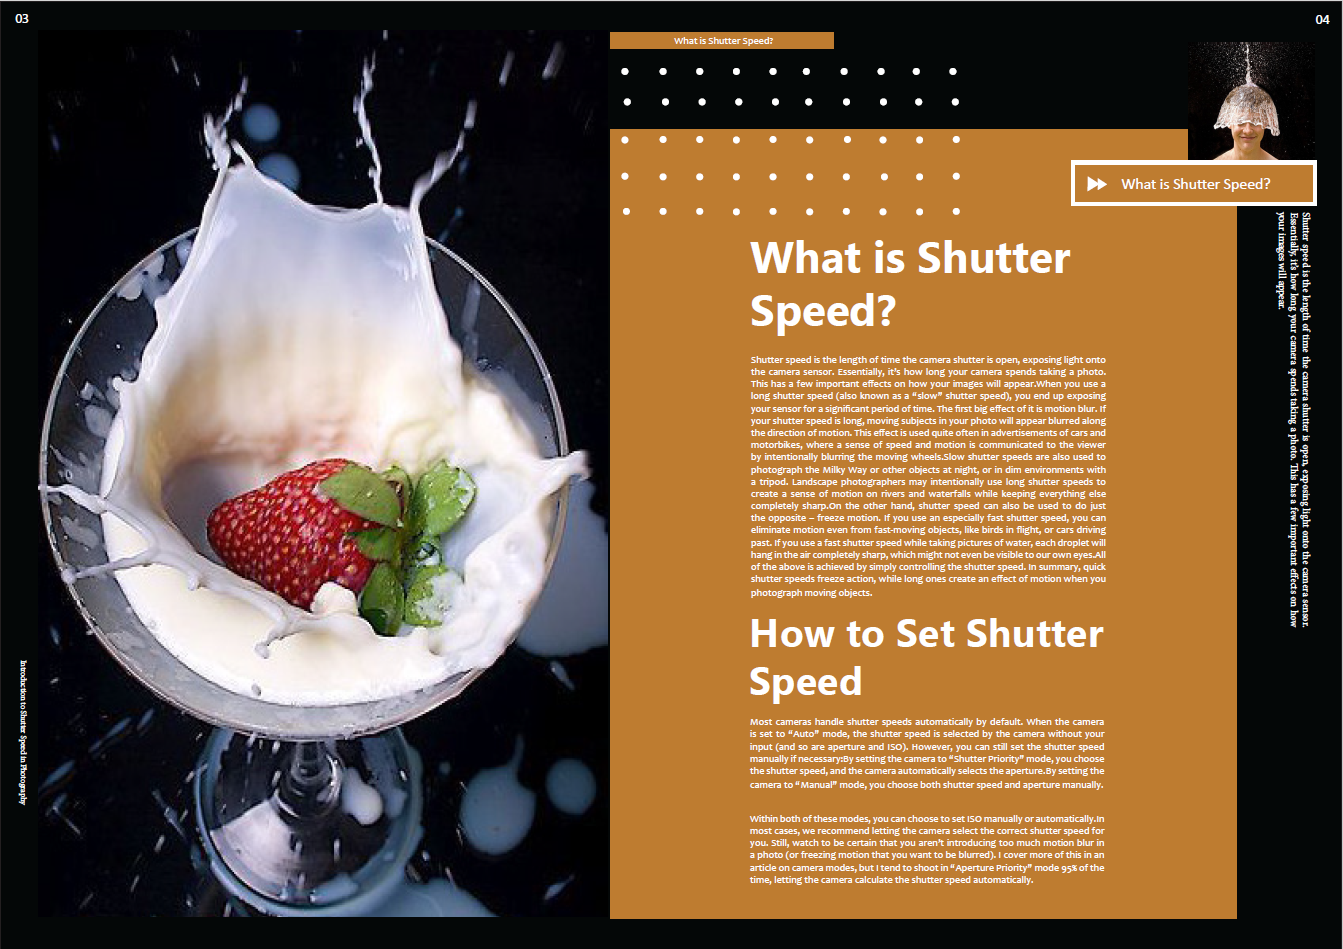 03
04
What is Shutter Speed?
What is Shutter Speed?
What is Shutter
Speed?
Shutter speed is the length of time the camera shutter is open, exposing light onto
the camera sensor. Essentially, it's how long your camera spends taking a photo.
This has a few important effects on how your images will appear.When you use a
long shutter speed (also known as a “slow” shutter speed), you end up exposing
your sensor for a significant period of time. The first big effect of it is motion blur. If
your shutter speed is long, moving subjects in your photo will appear blurred along
the direction of motion. This effect is used quite often in advertisements of cars and
motorbikes, where a sense of speed and motion is communicated to the viewer
by intentionally blurring the moving wheels.Slow shutter speeds are also used to
photograph the Milky Way or other objects at night, or in dim environments with
a tripod. Landscape photographers may intentionally use long shutter speeds to
create a sense of motion on rivers and waterfalls while keeping everything else
completely sharp.On the other hand, shutter speed can also be used to do just
the opposite – freeze motion. If you use an especially fast shutter speed, you can
eliminate motion even from fast-moving objects, like birds in flight, or cars driving
past. If you use a fast shutter speed while taking pictures of water, each droplet will
hang in the air completely sharp, which might not even be visible to our own eyes.All
of the above is achieved by simply controlling the shutter speed. In summary, quick
shutter speeds freeze action, while long ones create an effect of motion when you
photograph moving objects.
How to Set Shutter
Speed
Most cameras handle shutter speeds automatically by default. When the camera
is set to “Auto” mode, the shutter speed is selected by the camera without your
input (and so are aperture and ISO). However, you can still set the shutter speed
manually if necessary:By setting the camera to “Shutter Priority” mode, you choose
the shutter speed, and the camera automatically selects the aperture.By setting the
camera to “Manual” mode, you choose both shutter speed and aperture manually.
Within both of these modes, you can choose to set ISO manually or automatically.In
most cases, we recommend letting the camera select the correct shutter speed for
you. Still, watch to be certain that you aren't introducing too much motion blur in
a photo (or freezing motion that you want to be blurred). I cover more of this in an
article on camera modes, but I tend to shoot in “Aperture Priority” mode 95% of the
time, letting the camera calculate the shutter speed automatically.
Shutter speed is the length of time the camera shutter is open, exposing light onto the camera sensor.
Essentially, it's how long your camera spends taking a photo. This has a few important effects on how
your images will appear.
Introduction to Shutter Speed in Photography